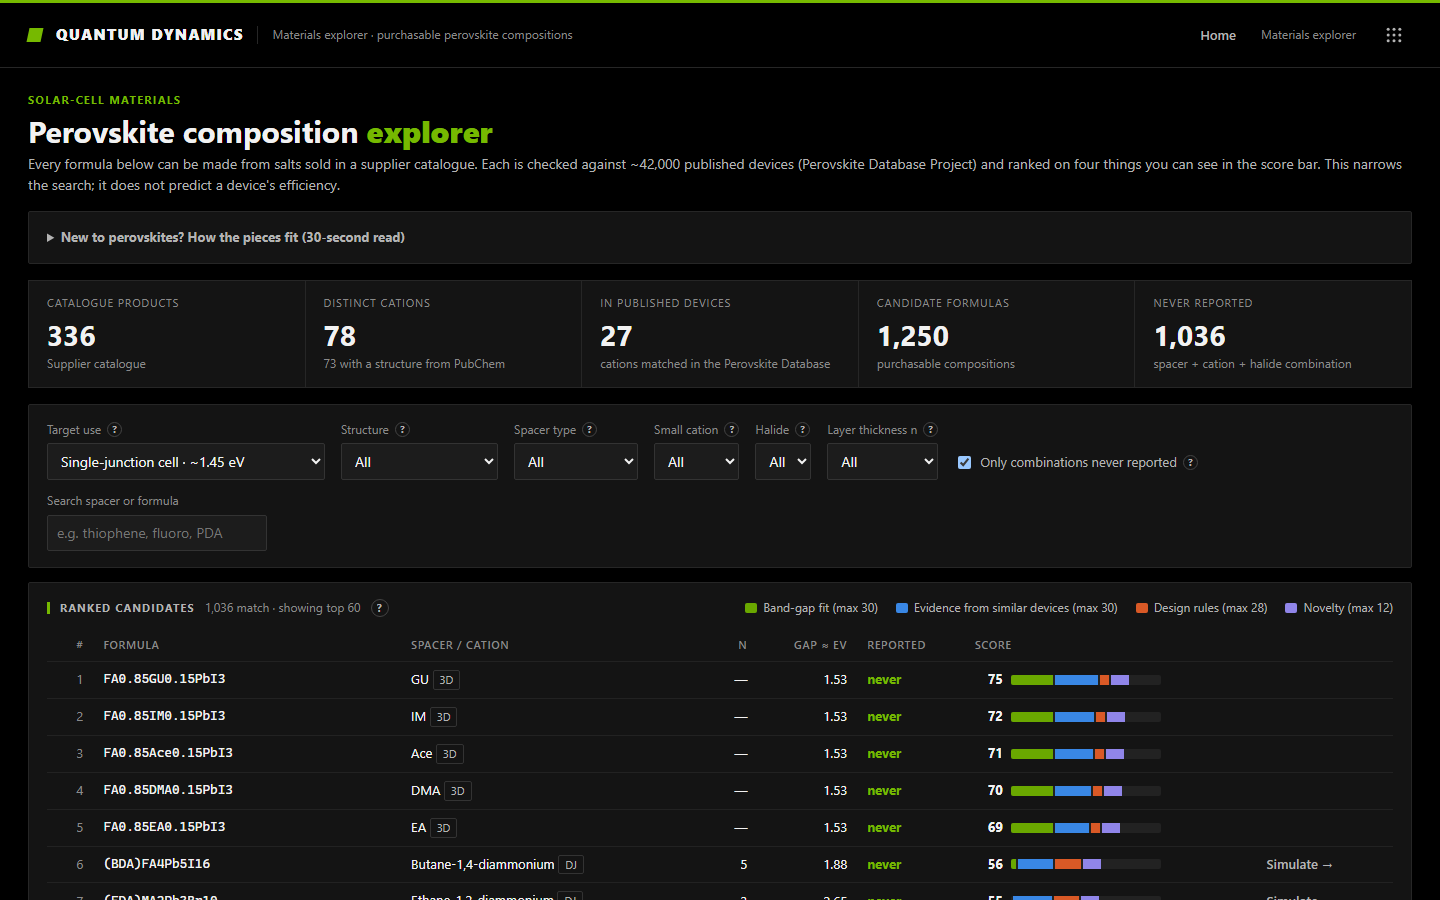 QUANTUM DYNAMICS
Materials explorer · purchasable perovskite compositions
Home
Materials explorer
SOLAR-CELL MATERIALS
Perovskite composition explorer
Every formula below can be made from salts sold in a supplier catalogue. Each is checked against ~42,000 published devices (Perovskite Database Project) and ranked on four things you can see in the score bar. This narrows
the search; it does not predict a device's efficiency.
▶ New to perovskites? How the pieces fit (30-second read)
CATALOGUE PRODUCTS
336
Supplier catalogue
DISTINCT CATIONS
78
73 with a structure from PubChem
IN PUBLISHED DEVICES
27
cations matched in the Perovskite Database
CANDIDATE FORMULAS
1,250
purchasable compositions
NEVER REPORTED
1,036
spacer + cation + halide combination
Target use ?
Single-junction cell · ~1.45 eV
Structure ?
All
Spacer type ?
All
Small cation ?
All
Halide ?
All
Layer thickness n ?
All
Only combinations never reported ?
Search spacer or formula
e.g. thiophene, fluoro, PDA
RANKED CANDIDATES 1,036 match · showing top 60 ?
Band-gap fit (max 30) Evidence from similar devices (max 30) Design rules (max 28) Novelty (max 12)
# FORMULA SPACER / CATION N GAP ≈ EV REPORTED SCORE
1 FA0.85GU0.15PbI3 GU 3D — 1.53 never 75
2 FA0.85IM0.15PbI3 IM 3D — 1.53 never 72
3 FA0.85Ace0.15PbI3 Ace 3D — 1.53 never 71
4 FA0.85DMA0.15PbI3 DMA 3D — 1.53 never 70
5 FA0.85EA0.15PbI3 EA 3D — 1.53 never 69
6 (BDA)FA4Pb5I16 Butane-1,4-diammonium DJ 5 1.88 never 56 Simulate →